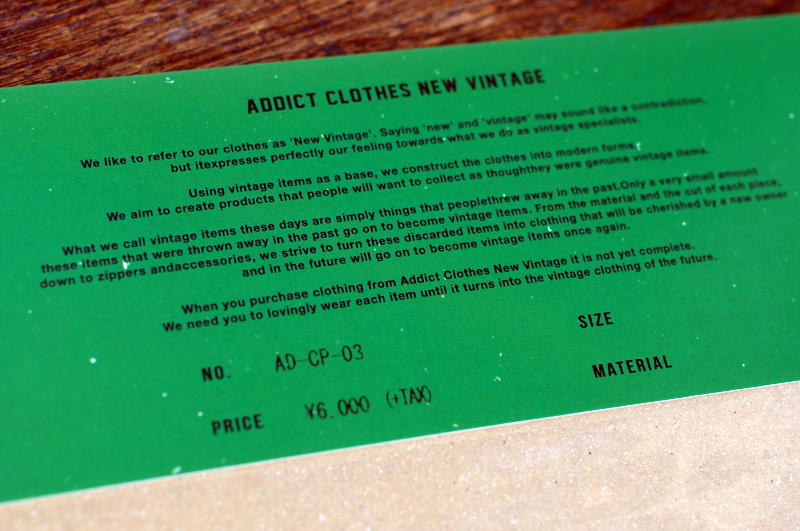 ADDICT CLOTHES NEW VINTAGE
We like to refer to our clothes as 'New Vintage'. Saying 'new' and 'vintage' may sound like a contradiction,
but itexpresses perfectly our feeling towards what we do as vintage specialists.
Using vintage items as a base, we construct the clothes into modern forms.
We aim to create products that people will want to collect as thoughthey were genuine vintage items.
What we call vintage items these days are simply things that peoplethrew away in the past.Only a very small amount
these items that were thrown away in the past go on to become vintage items. From the material and the cut of each piece,
down to zippers andaccessories, we strive to turn these discarded items into clothing that will be cherished by a new owner
and in the future will go on to become vintage items once again.
When you purchase clothing from Addict Clothes New Vintage it is not yet complete.
We need you to lovingly wear each item until it turns into the vintage clothing of the future.
NO. AD-CP-03 SIZE
PRICE ¥6.000 (+TAX) MATERIAL